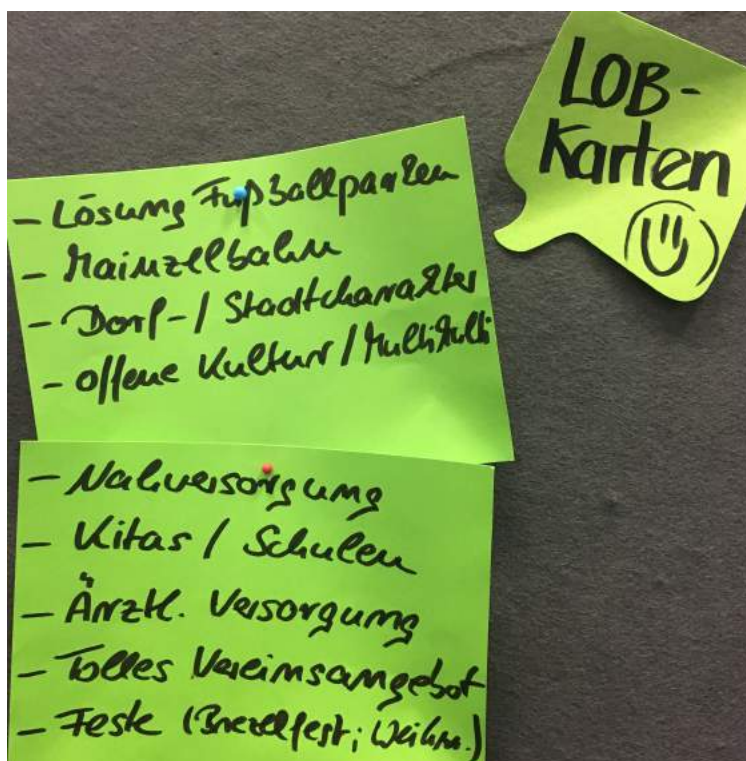 LOB-
Karten
- Lösung Fußballparken
- Mainzelbahn
- Dorf-/Stadtcharakter
- offene Kultur/Multikulti
- Nahversorgung
- Kitas / Schulen
- Ärztl. Versorgung
- Tolles Vereinsangebot
- Feste (Brezelfest; Weihn.)